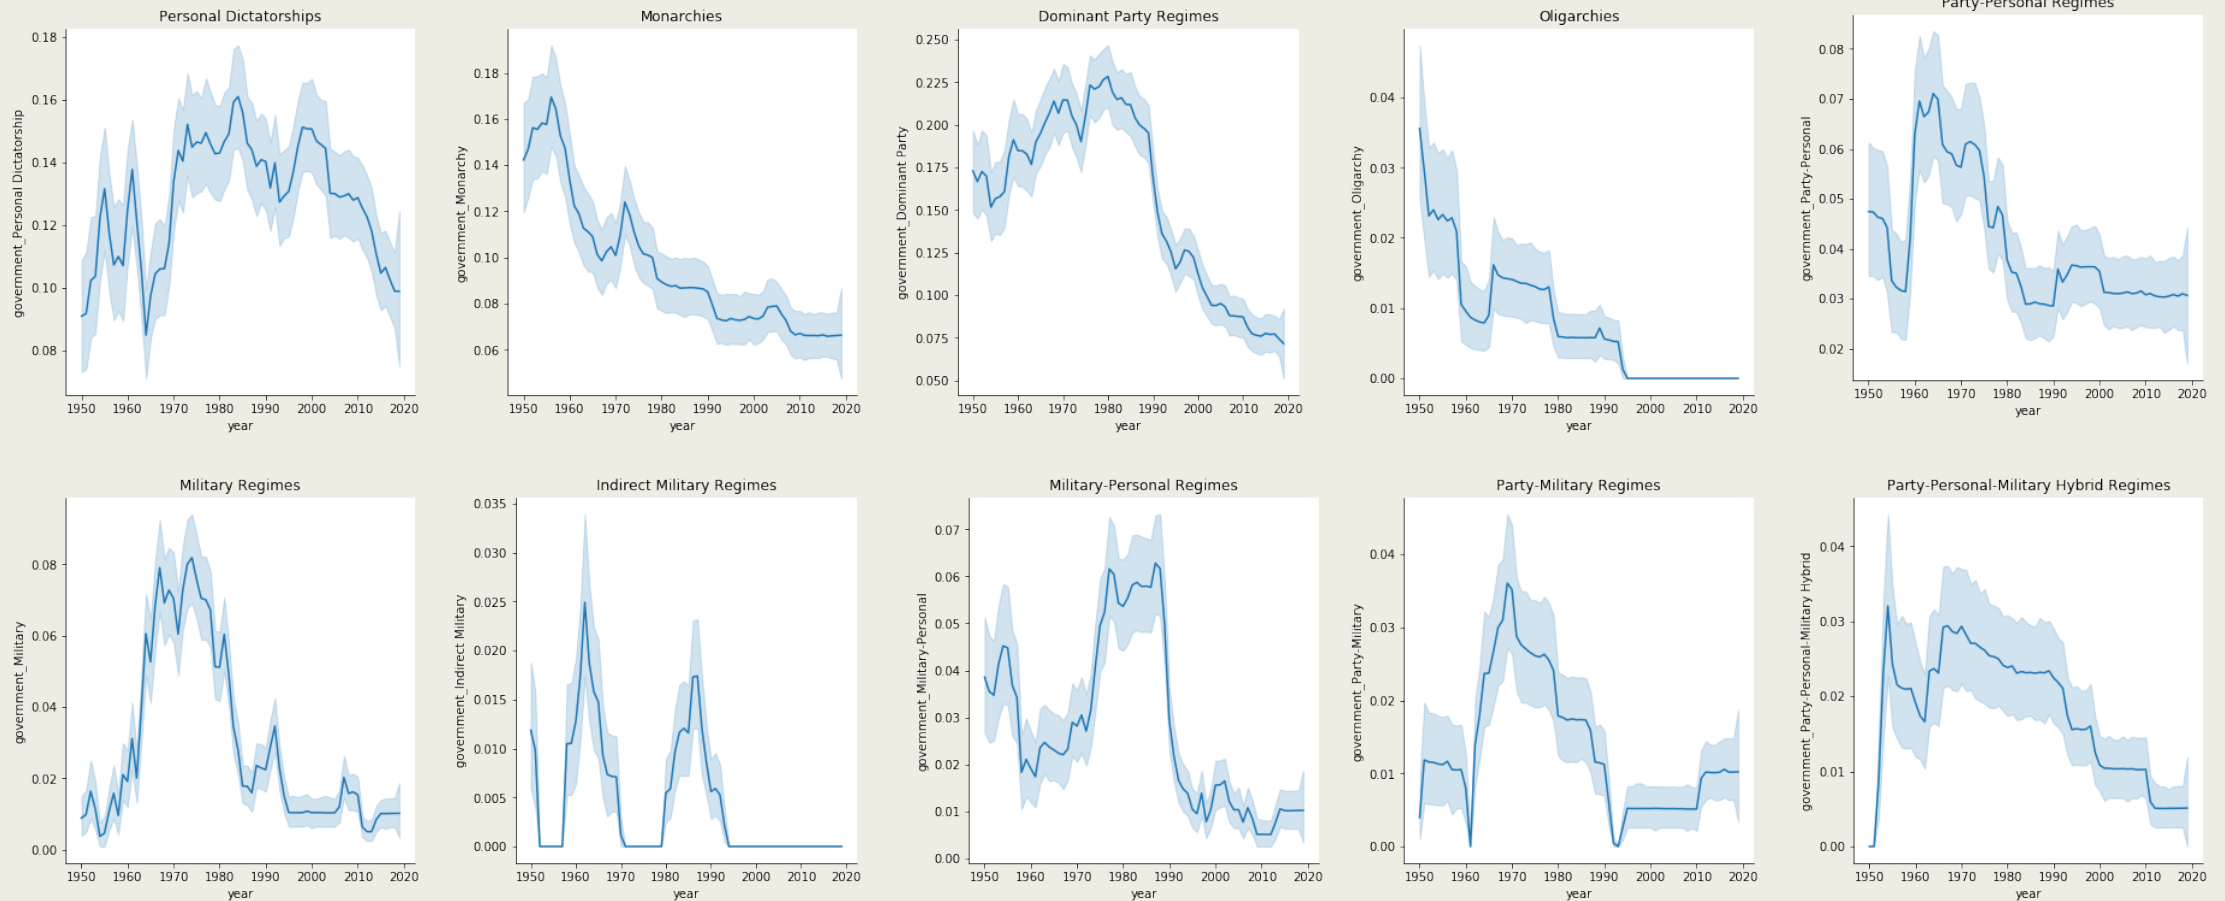 Personal Dictatorships
Monarchies
Dominant Party Regimes
Oligarchies
Party-Personal Regimes
government_Personal Dictatorship
0.18
0.16
0.14
0.12
0.10
0.08
1950 1960 1970 1980 1990 2000 2010 2020
year
government_Monarchy
0.18
0.16
0.14
0.12
0.10
0.08
0.06
1950 1960 1970 1980 1990 2000 2010 2020
year
government_Dominant Party
0.250
0.225
0.200
0.175
0.150
0.125
0.100
0.075
0.050
1950 1960 1970 1980 1990 2000 2010 2020
year
government_Oligarchy
0.04
0.03
0.02
0.01
0.00
1950 1960 1970 1980 1990 2000 2010 2020
year
government_Party-Personal
0.08
0.07
0.06
0.05
0.04
0.03
0.02
1950 1960 1970 1980 1990 2000 2010 2020
year
Military Regimes
Indirect Military Regimes
Military-Personal Regimes
Party-Military Regimes
Party-Personal-Military Hybrid Regimes
government_Military
0.08
0.06
0.04
0.02
0.00
1950 1960 1970 1980 1990 2000 2010 2020
year
government_Indirect Military
0.035
0.030
0.025
0.020
0.015
0.010
0.005
0.000
1950 1960 1970 1980 1990 2000 2010 2020
year
government_Military-Personal
0.07
0.06
0.05
0.04
0.03
0.02
0.01
0.00
1950 1960 1970 1980 1990 2000 2010 2020
year
government_Party-Military
0.04
0.03
0.02
0.01
0.00
1950 1960 1970 1980 1990 2000 2010 2020
year
government_Party-Personal-Military Hybrid
0.04
0.03
0.02
0.01
0.00
1950 1960 1970 1980 1990 2000 2010 2020
year